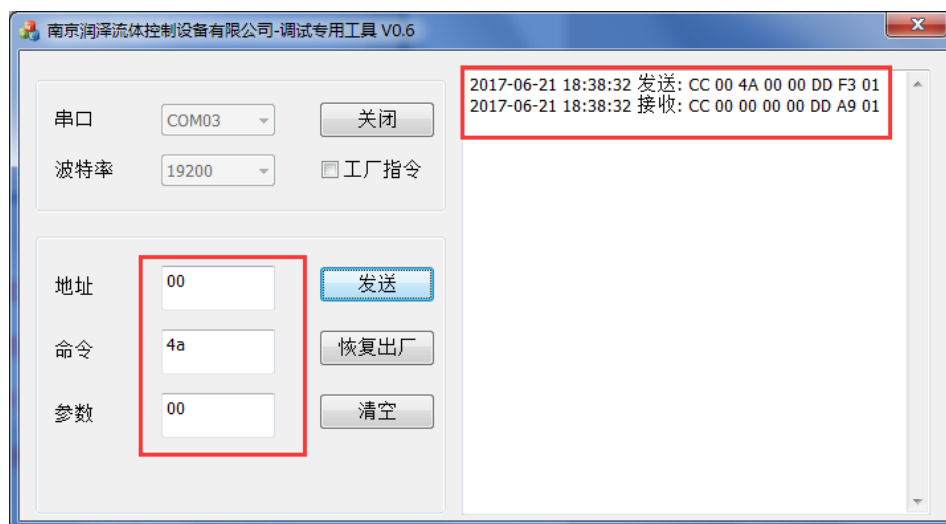 南京润泽流体控制设备有限公司-调试专用工具 V0.6
串口 COM03 关闭
波特率 19200 工厂指令
地址 00 发送
命令 4a 恢复出厂
参数 00 清空
2017-06-21 18:38:32 发送: CC 00 4A 00 00 DD F3 01
2017-06-21 18:38:32 接收: CC 00 00 00 00 DD A9 01